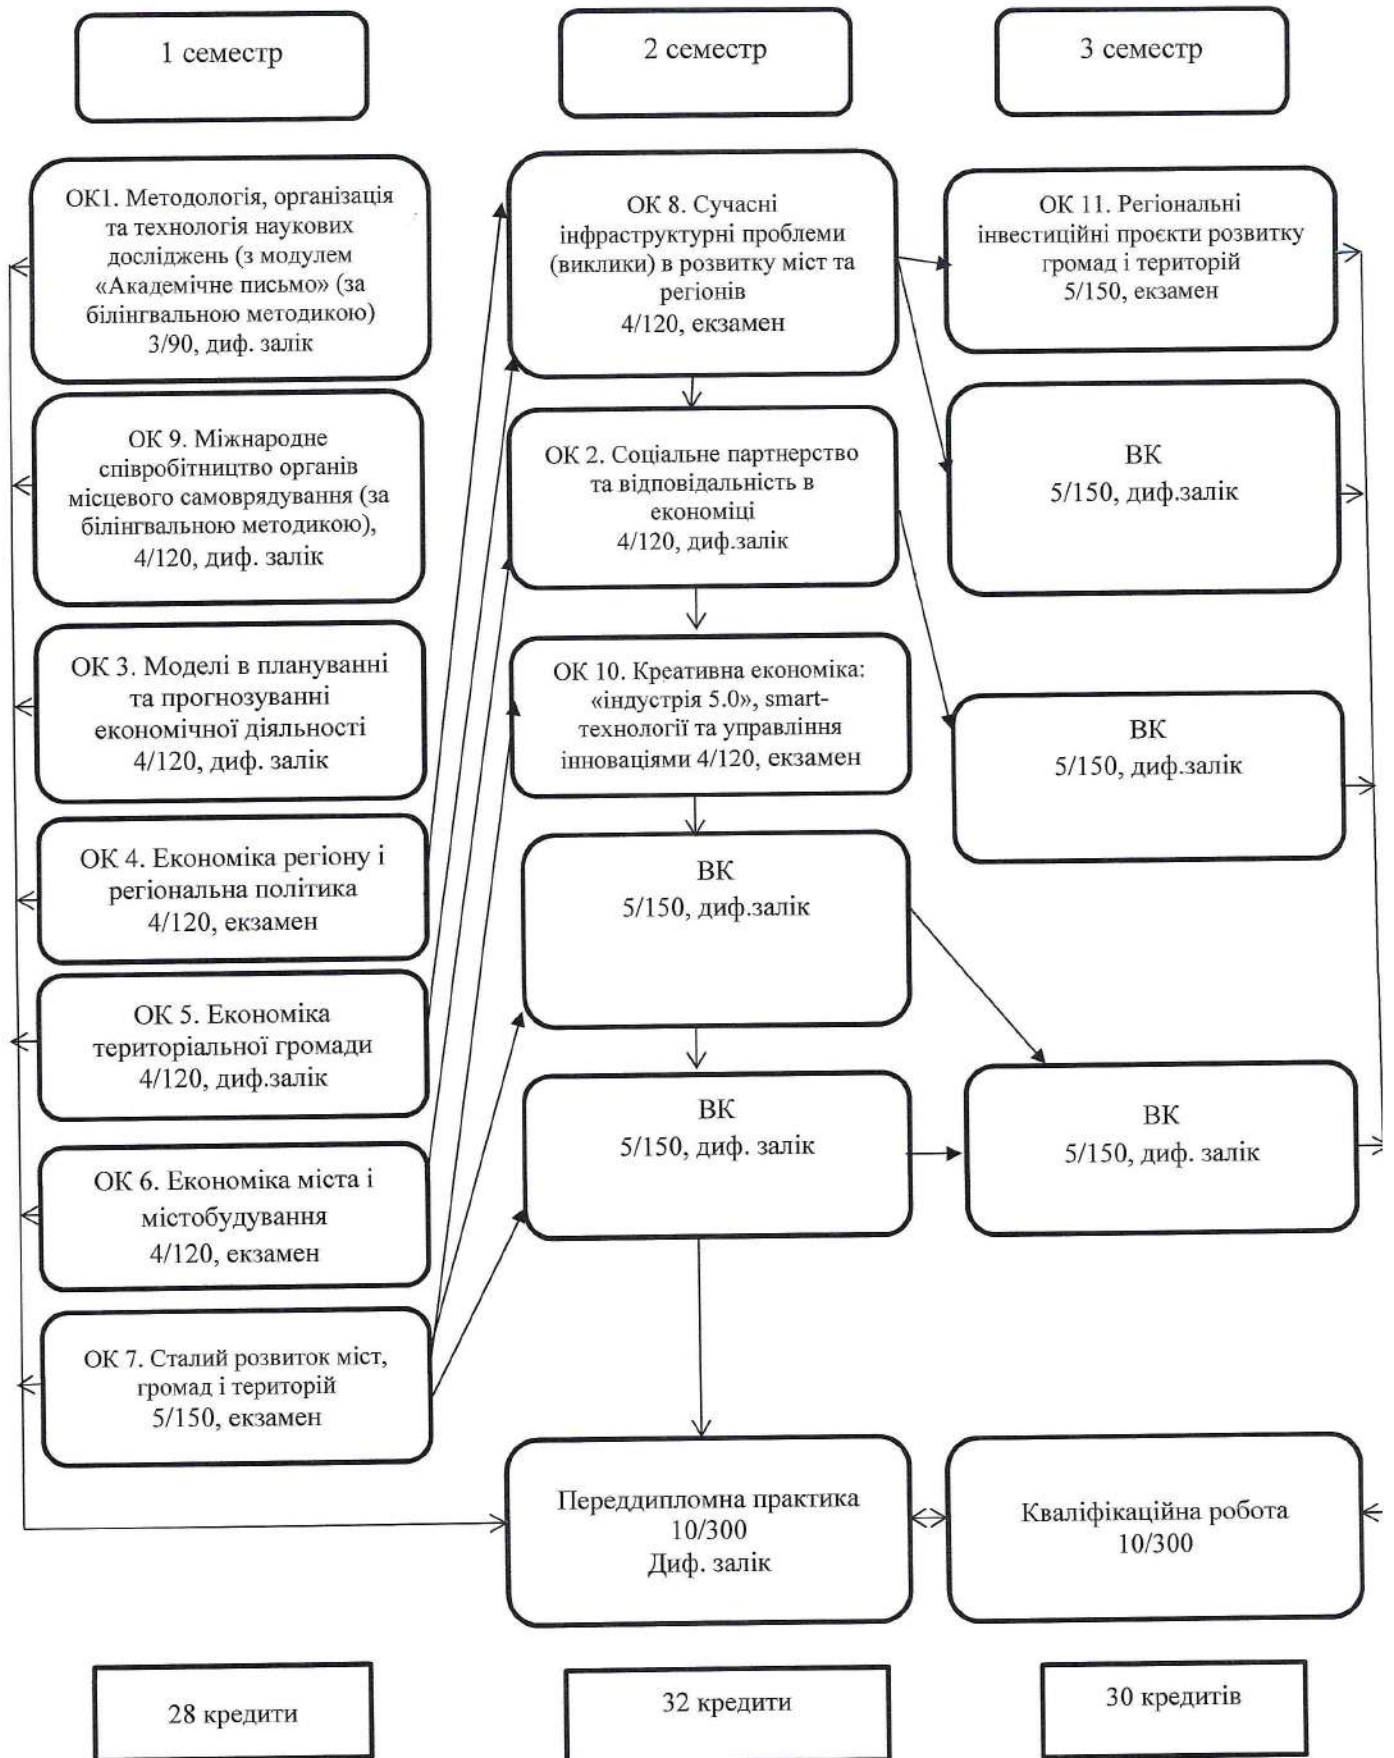 1 семестр
2 семестр
3 семестр
ОК1. Методологія, організація
та технологія наукових
досліджень (з модулем
«Академічне письмо» (за
білінгвальною методикою)
3/90, диф. залік
ОК 9. Міжнародне
співробітництво органів
місцевого самоврядування (за
білінгвальною методикою),
4/120, диф. залік
ОК 3. Моделі в плануванні
та прогнозуванні
економічної діяльності
4/120, диф. залік
ОК 4. Економіка регіону і
регіональна політика
4/120, екзамен
ОК 5. Економіка
територіальної громади
4/120, диф.залік
ОК 6. Економіка міста і
містобудування
4/120, екзамен
ОК 7. Сталий розвиток міст,
громад і територій
5/150, екзамен
ОК 8. Сучасні
інфраструктурні проблеми
(виклики) в розвитку міст та
регіонів
4/120, екзамен
ОК 2. Соціальне партнерство
та відповідальність в
економіці
4/120, диф.залік
ОК 10. Креативна економіка:
«індустрія 5.0», smart-
технології та управління
інноваціями 4/120, екзамен
ВК
5/150, диф.залік
ВК
5/150, диф. залік
Переддипломна практика
10/300
Диф. залік
ОК 11. Регіональні
інвестиційні проєкти розвитку
громад і територій
5/150, екзамен
ВК
5/150, диф.залік
ВК
5/150, диф.залік
ВК
5/150, диф. залік
Кваліфікаційна робота
10/300
28 кредити
32 кредити
30 кредитів